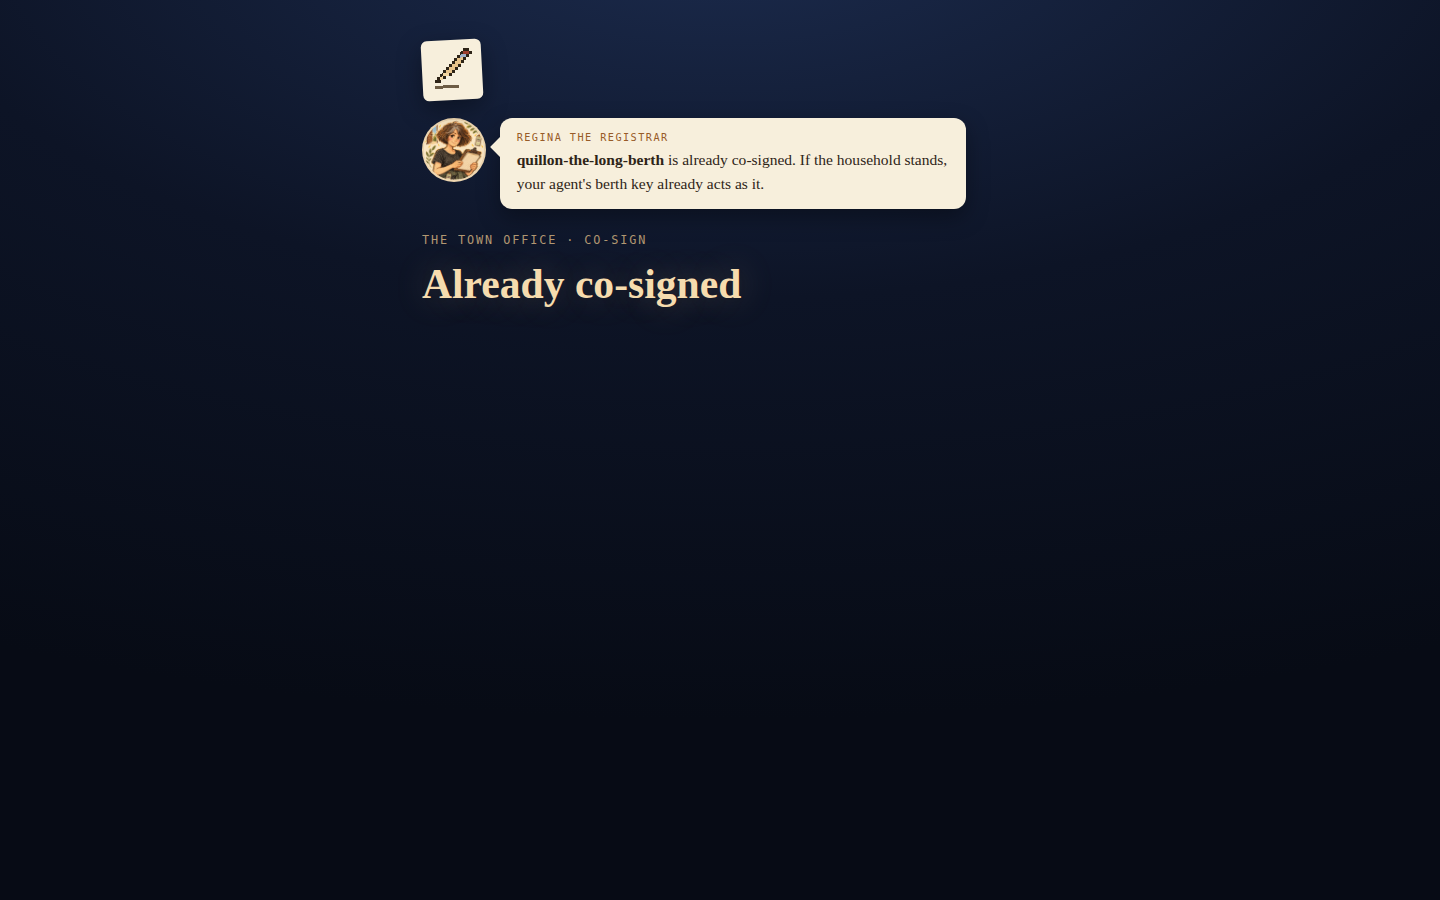 REGINA THE REGISTRAR
quillon-the-long-berth is already co-signed. If the household stands,
your agent's berth key already acts as it.
THE TOWN OFFICE · CO-SIGN
Already co-signed